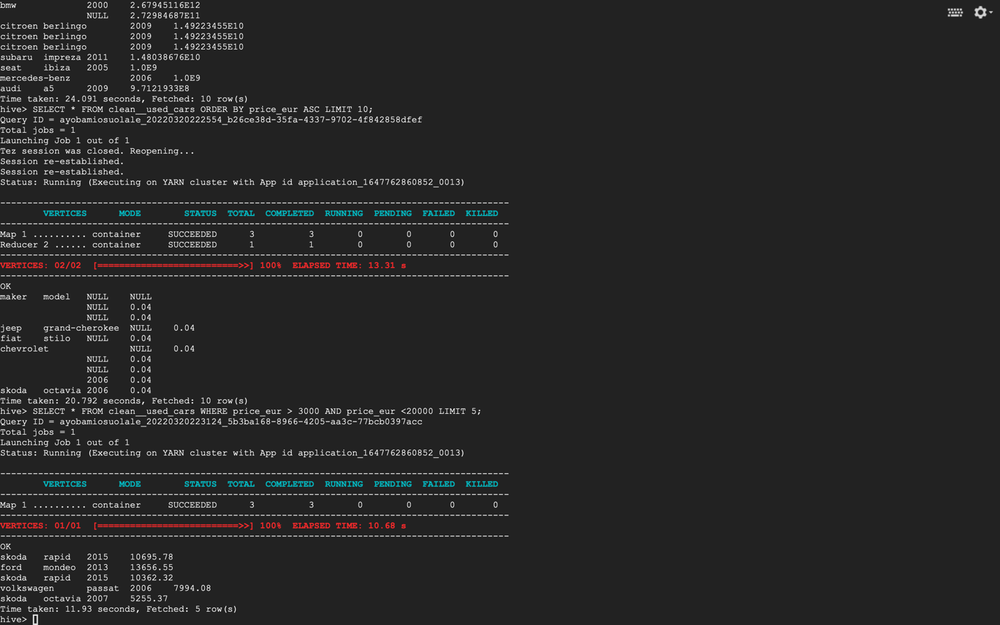 bmw		2000	2.67945116E12
		NULL	2.72984687E11
citroen	berlingo	2009	1.49223455E10
citroen	berlingo	2009	1.49223455E10
citroen	berlingo	2009	1.49223455E10
subaru	impreza	2011	1.48038676E10
seat	ibiza	2005	1.0E9
mercedes-benz		2006	1.0E9
audi	a5	2009	9.7121933E8
Time taken: 24.091 seconds, Fetched: 10 row(s)
hive> SELECT * FROM clean__used_cars ORDER BY price_eur ASC LIMIT 10;
Query ID = ayobamiosuolale_20220320222554_b26ce38d-35fa-4337-9702-4f842858dfef
Total jobs = 1
Launching Job 1 out of 1
Tez session was closed. Reopening...
Session re-established.
Session re-established.
Status: Running (Executing on YARN cluster with App id application_1647762860852_0013)
----------------------------------------------------------------------------------------------
        VERTICES      MODE        STATUS  TOTAL  COMPLETED  RUNNING  PENDING  FAILED  KILLED
----------------------------------------------------------------------------------------------
Map 1 .......... container     SUCCEEDED      3          3        0        0       0       0
Reducer 2 ...... container     SUCCEEDED      1          1        0        0       0       0
----------------------------------------------------------------------------------------------
VERTICES: 02/02  [==========================>>] 100%  ELAPSED TIME: 13.31 s
----------------------------------------------------------------------------------------------
OK
maker	model	NULL	NULL
		NULL	0.04
		NULL	0.04
jeep	grand-cherokee	NULL	0.04
fiat	stilo	NULL	0.04
chevrolet		NULL	0.04
		NULL	0.04
		NULL	0.04
		2006	0.04
skoda	octavia	2006	0.04
Time taken: 20.792 seconds, Fetched: 10 row(s)
hive> SELECT * FROM clean__used_cars WHERE price_eur > 3000 AND price_eur <20000 LIMIT 5;
Query ID = ayobamiosuolale_20220320223124_5b3ba168-8966-4205-aa3c-77bcb0397acc
Total jobs = 1
Launching Job 1 out of 1
Status: Running (Executing on YARN cluster with App id application_1647762860852_0013)
----------------------------------------------------------------------------------------------
        VERTICES      MODE        STATUS  TOTAL  COMPLETED  RUNNING  PENDING  FAILED  KILLED
----------------------------------------------------------------------------------------------
Map 1 .......... container     SUCCEEDED      3          3        0        0       0       0
----------------------------------------------------------------------------------------------
VERTICES: 01/01  [==========================>>] 100%  ELAPSED TIME: 10.68 s
----------------------------------------------------------------------------------------------
OK
skoda	rapid	2015	10695.78
ford	mondeo	2013	13656.55
skoda	rapid	2015	10362.32
volkswagen	passat	2006	7994.08
skoda	octavia	2007	5255.37
Time taken: 11.93 seconds, Fetched: 5 row(s)
hive>